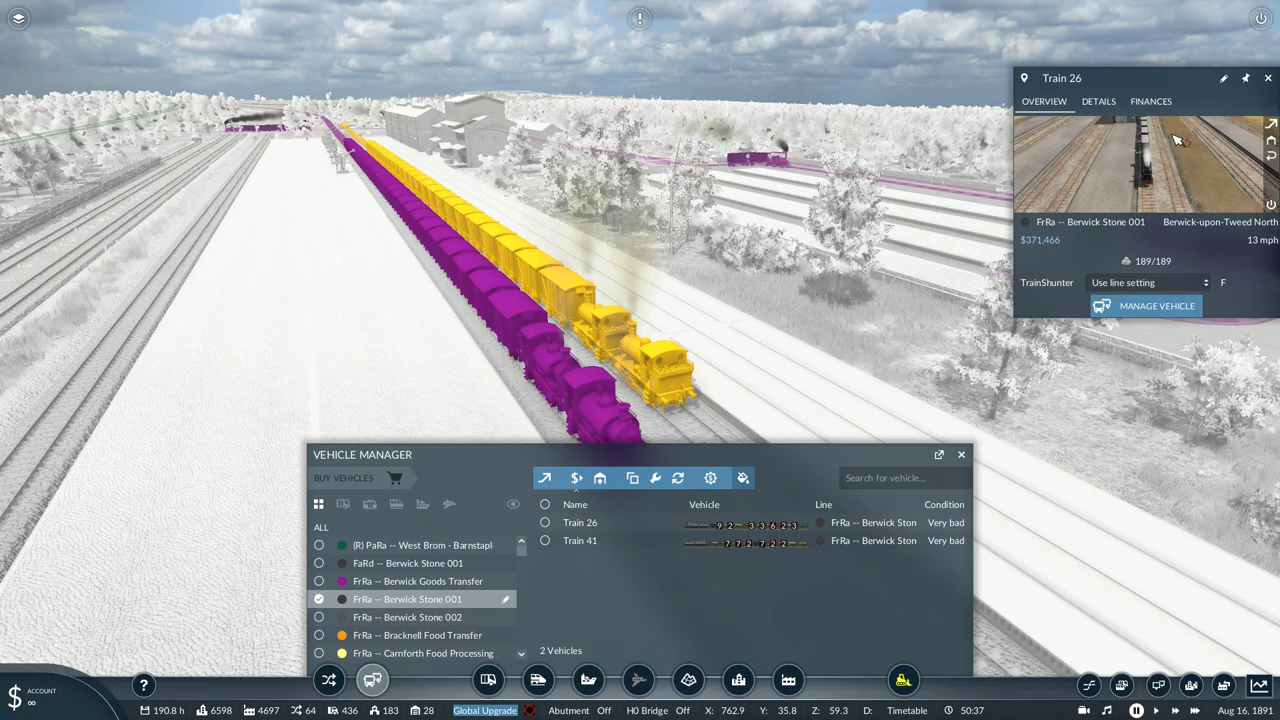 Train 26
OVERVIEW DETAILS FINANCES
FrRa -- Berwick Stone 001 Berwick-upon-Tweed North
$371,466 13 mph
189/189
TrainShunter Use line setting F
MANAGE VEHICLE
VEHICLE MANAGER
BUY VEHICLES Search for vehicle...
Name Vehicle Line Condition
Train 26 FrRa -- Berwick Ston Very bad
Train 41 FrRa -- Berwick Ston Very bad
ALL
(R) PaRa -- West Brom - Barnstapl
FaRd -- Berwick Stone 001
FrRa -- Berwick Goods Transfer
FrRa -- Berwick Stone 001
FrRa -- Berwick Stone 002
FrRa -- Bracknell Food Transfer
FrRa -- Carnforth Food Processing
2 Vehicles
$ ACCOUNT ∞
?
190.8 h 6598 4697 64 436 183 28 Global Upgrade Abutment Off H0 Bridge Off X: 762.9 Y: 35.8 Z: 59.3 D: Timetable 50:37 Aug 16, 1891